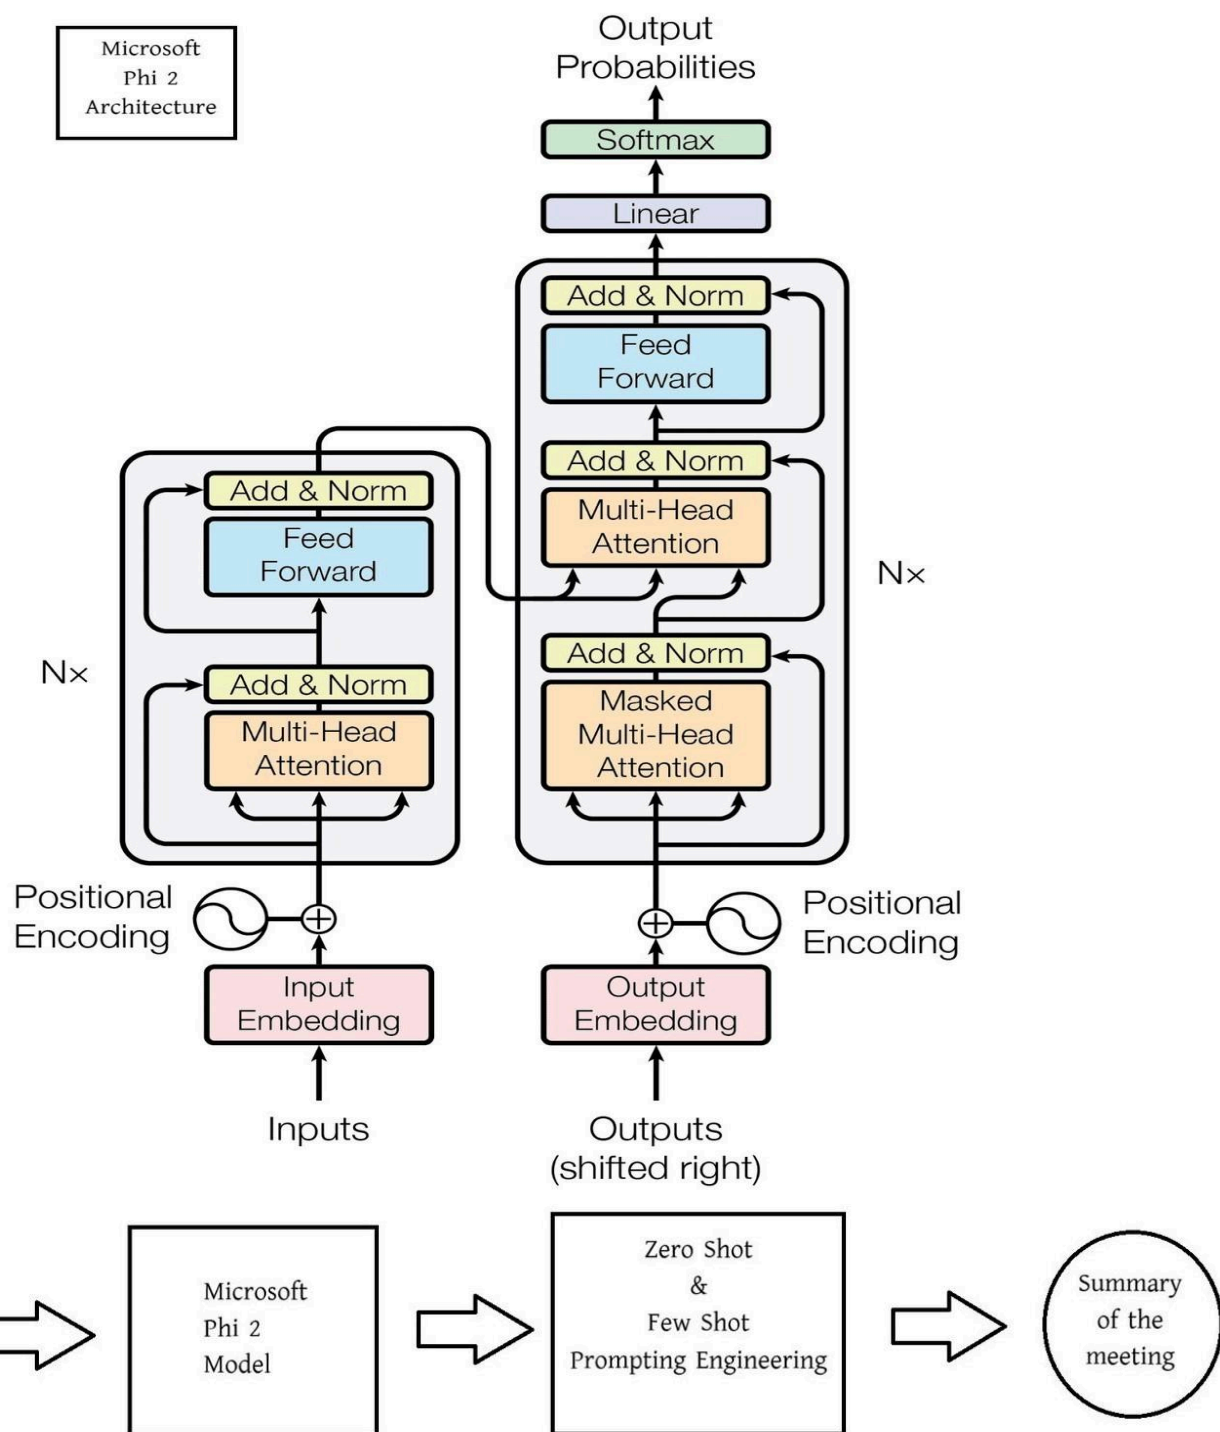 Microsoft
Phi 2
Architecture
Output
Probabilities
Softmax
Linear
Add & Norm
Feed
Forward
Add & Norm
Multi-Head
Attention
Add & Norm
Masked
Multi-Head
Attention
Nx
Add & Norm
Feed
Forward
Add & Norm
Multi-Head
Attention
Nx
Positional
Encoding
Positional
Encoding
Input
Embedding
Output
Embedding
Inputs
Outputs
(shifted right)
Microsoft
Phi 2
Model
Zero Shot
&
Few Shot
Prompting Engineering
Summary
of the
meeting